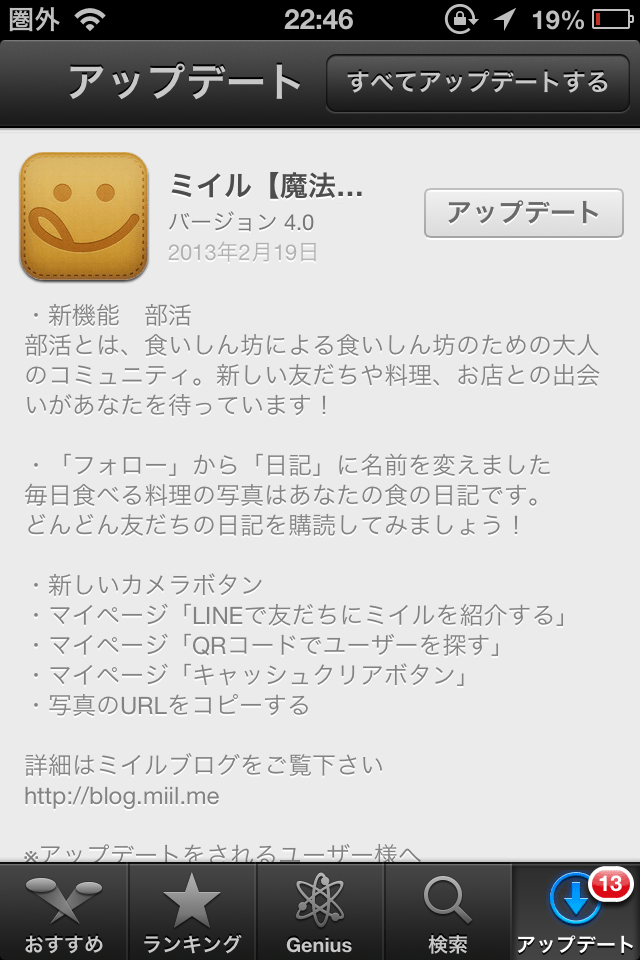 圏外 22:46 19%
アップデート すべてアップデートする
ミイル【魔法... アップデート
バージョン 4.0
2013年2月19日
・新機能　部活
部活とは、食いしん坊による食いしん坊のための大人
のコミュニティ。新しい友だちや料理、お店との出会
いがあなたを待っています！
・「フォロー」から「日記」に名前を変えました
毎日食べる料理の写真はあなたの食の日記です。
どんどん友だちの日記を購読してみましょう！
・新しいカメラボタン
・マイページ「LINEで友だちにミイルを紹介する」
・マイページ「QRコードでユーザーを探す」
・マイページ「キャッシュクリアボタン」
・写真のURLをコピーする
詳細はミイルブログをご覧下さい
http://blog.miil.me
※アップデートをされるユーザー様へ
13
おすすめ ランキング Genius 検索 アップデート